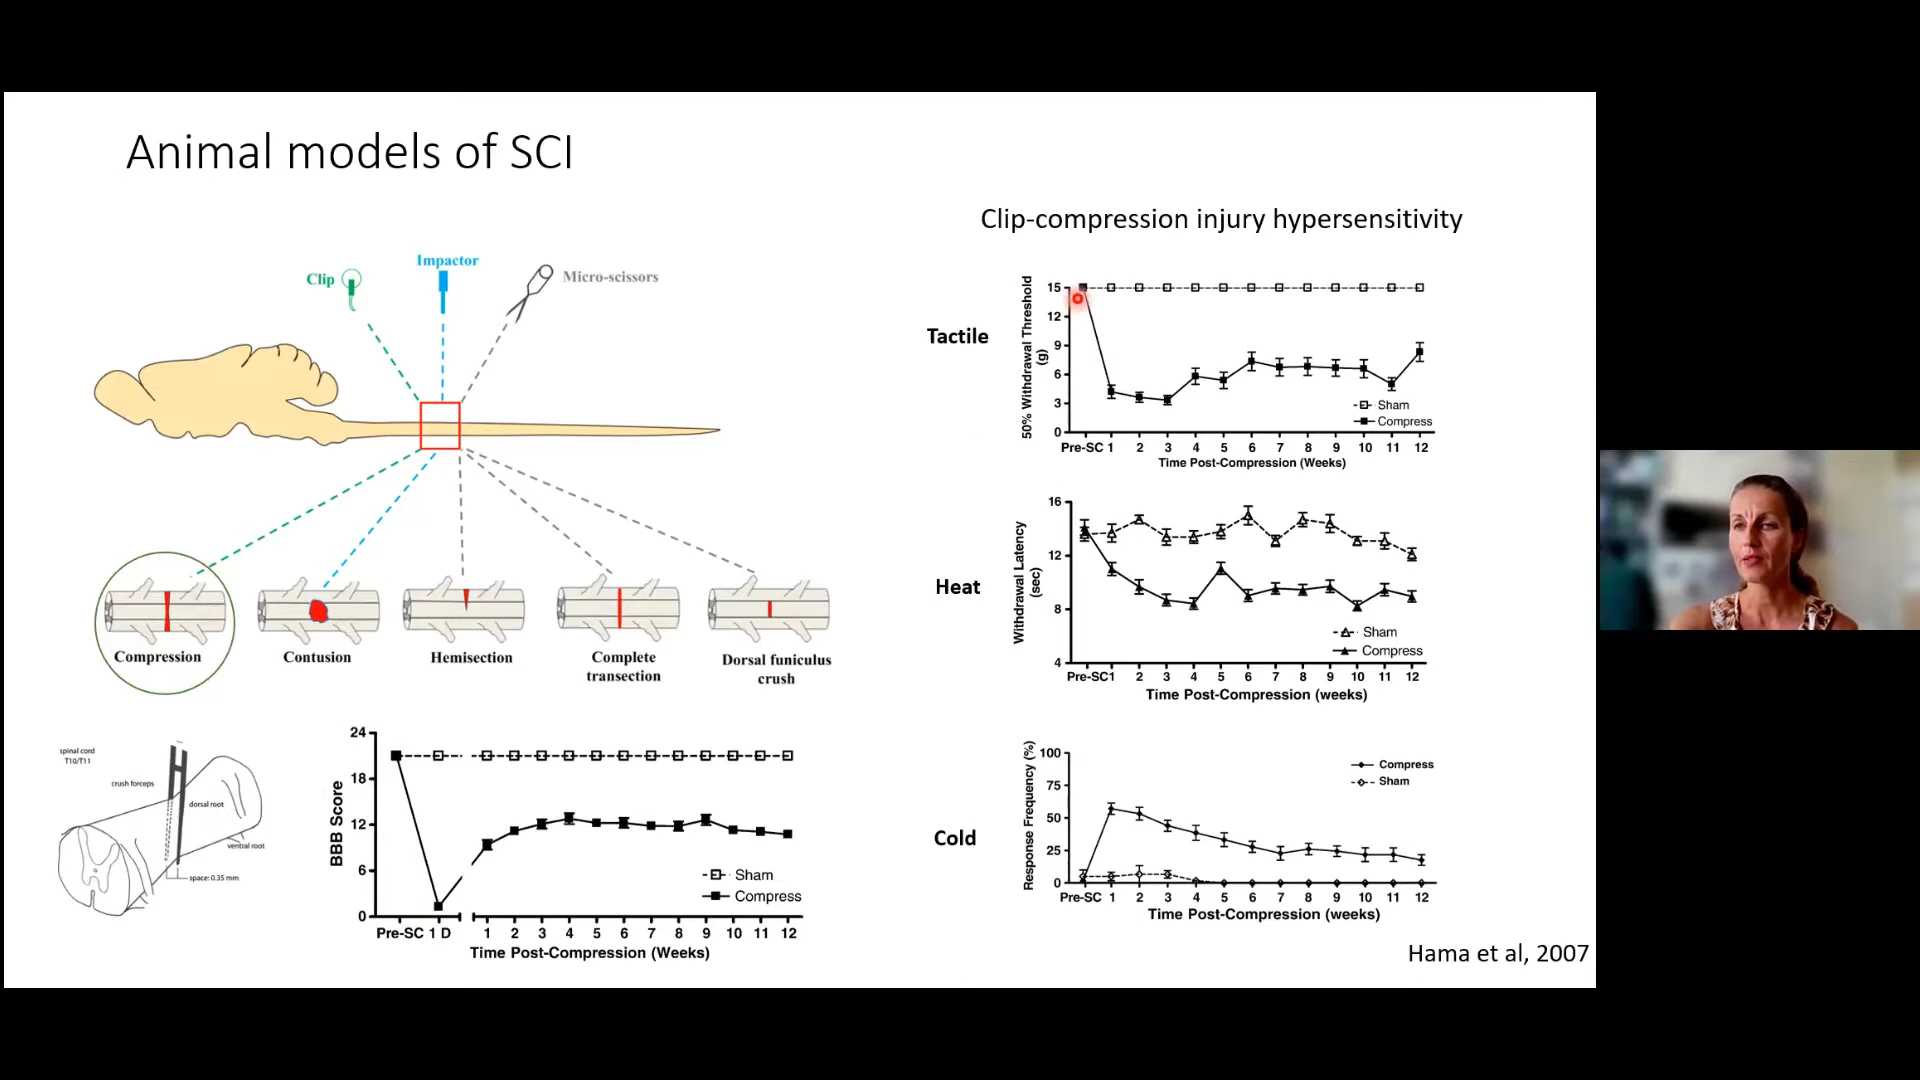 Animal models of SCI
Clip
Impactor
Micro-scissors
Compression
Contusion
Hemisection
Complete
transection
Dorsal funiculus
crush
spinal cord
T10/T11
crush forceps
dorsal root
ventral root
space: 0.35 mm
BBB Score
24
18
12
6
0
Sham
Compress
Pre-SC 1 D 1 2 3 4 5 6 7 8 9 10 11 12
Time Post-Compression (Weeks)
Clip-compression injury hypersensitivity
Tactile
50% Withdrawal Threshold
(g)
15
12
9
6
3
0
Sham
Compress
Pre-SC 1 2 3 4 5 6 7 8 9 10 11 12
Time Post-Compression (Weeks)
Heat
Withdrawal Latency
(sec)
16
12
8
4
Sham
Compress
Pre-SC1 2 3 4 5 6 7 8 9 10 11 12
Time Post-Compression (weeks)
Cold
Response Frequency (%)
100
75
50
25
0
Compress
Sham
Pre-SC 1 2 3 4 5 6 7 8 9 10 11 12
Time Post-Compression (weeks)
Hama et al, 2007